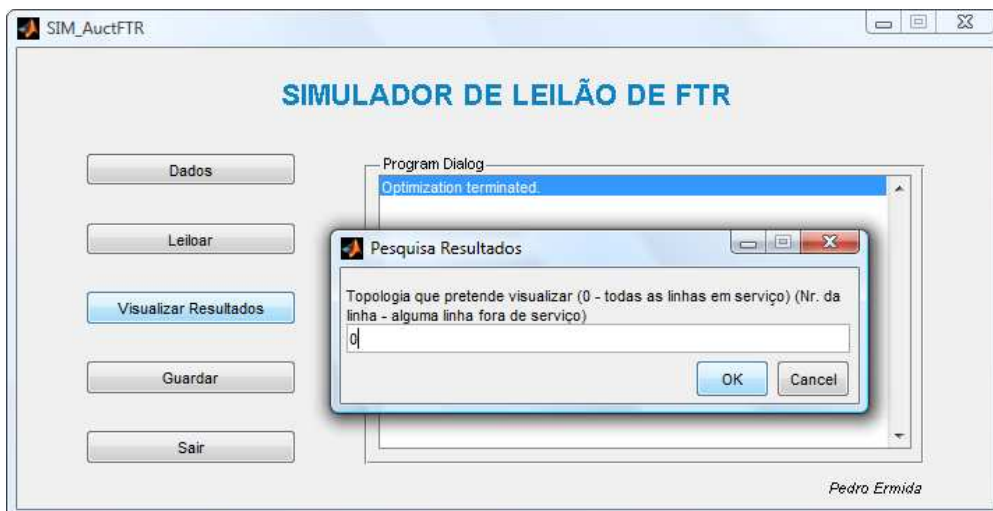 SIM_AuctFTR
SIMULADOR DE LEILÃO DE FTR
Dados
Leiloar
Visualizar Resultados
Guardar
Sair
Program Dialog
Optimization terminated.
Pesquisa Resultados
Topologia que pretende visualizar (0 - todas as linhas em serviço) (Nr. da
linha - alguma linha fora de serviço)
0
OK
Cancel
Pedro Ermida